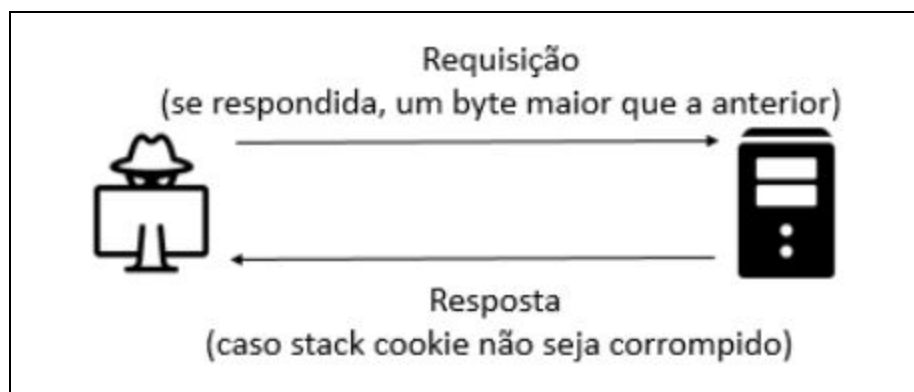 Requisição
(se respondida, um byte maior que a anterior)
Resposta
(caso stack cookie não seja corrompido)